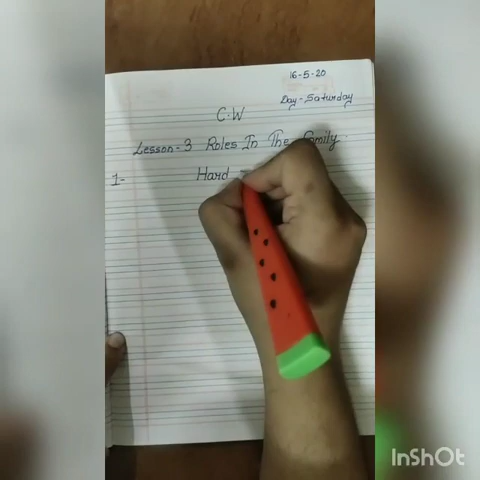 16-5-20
Day-Saturday
C.W
Lesson-3 Roles In The Family
1- Hard
InShOt